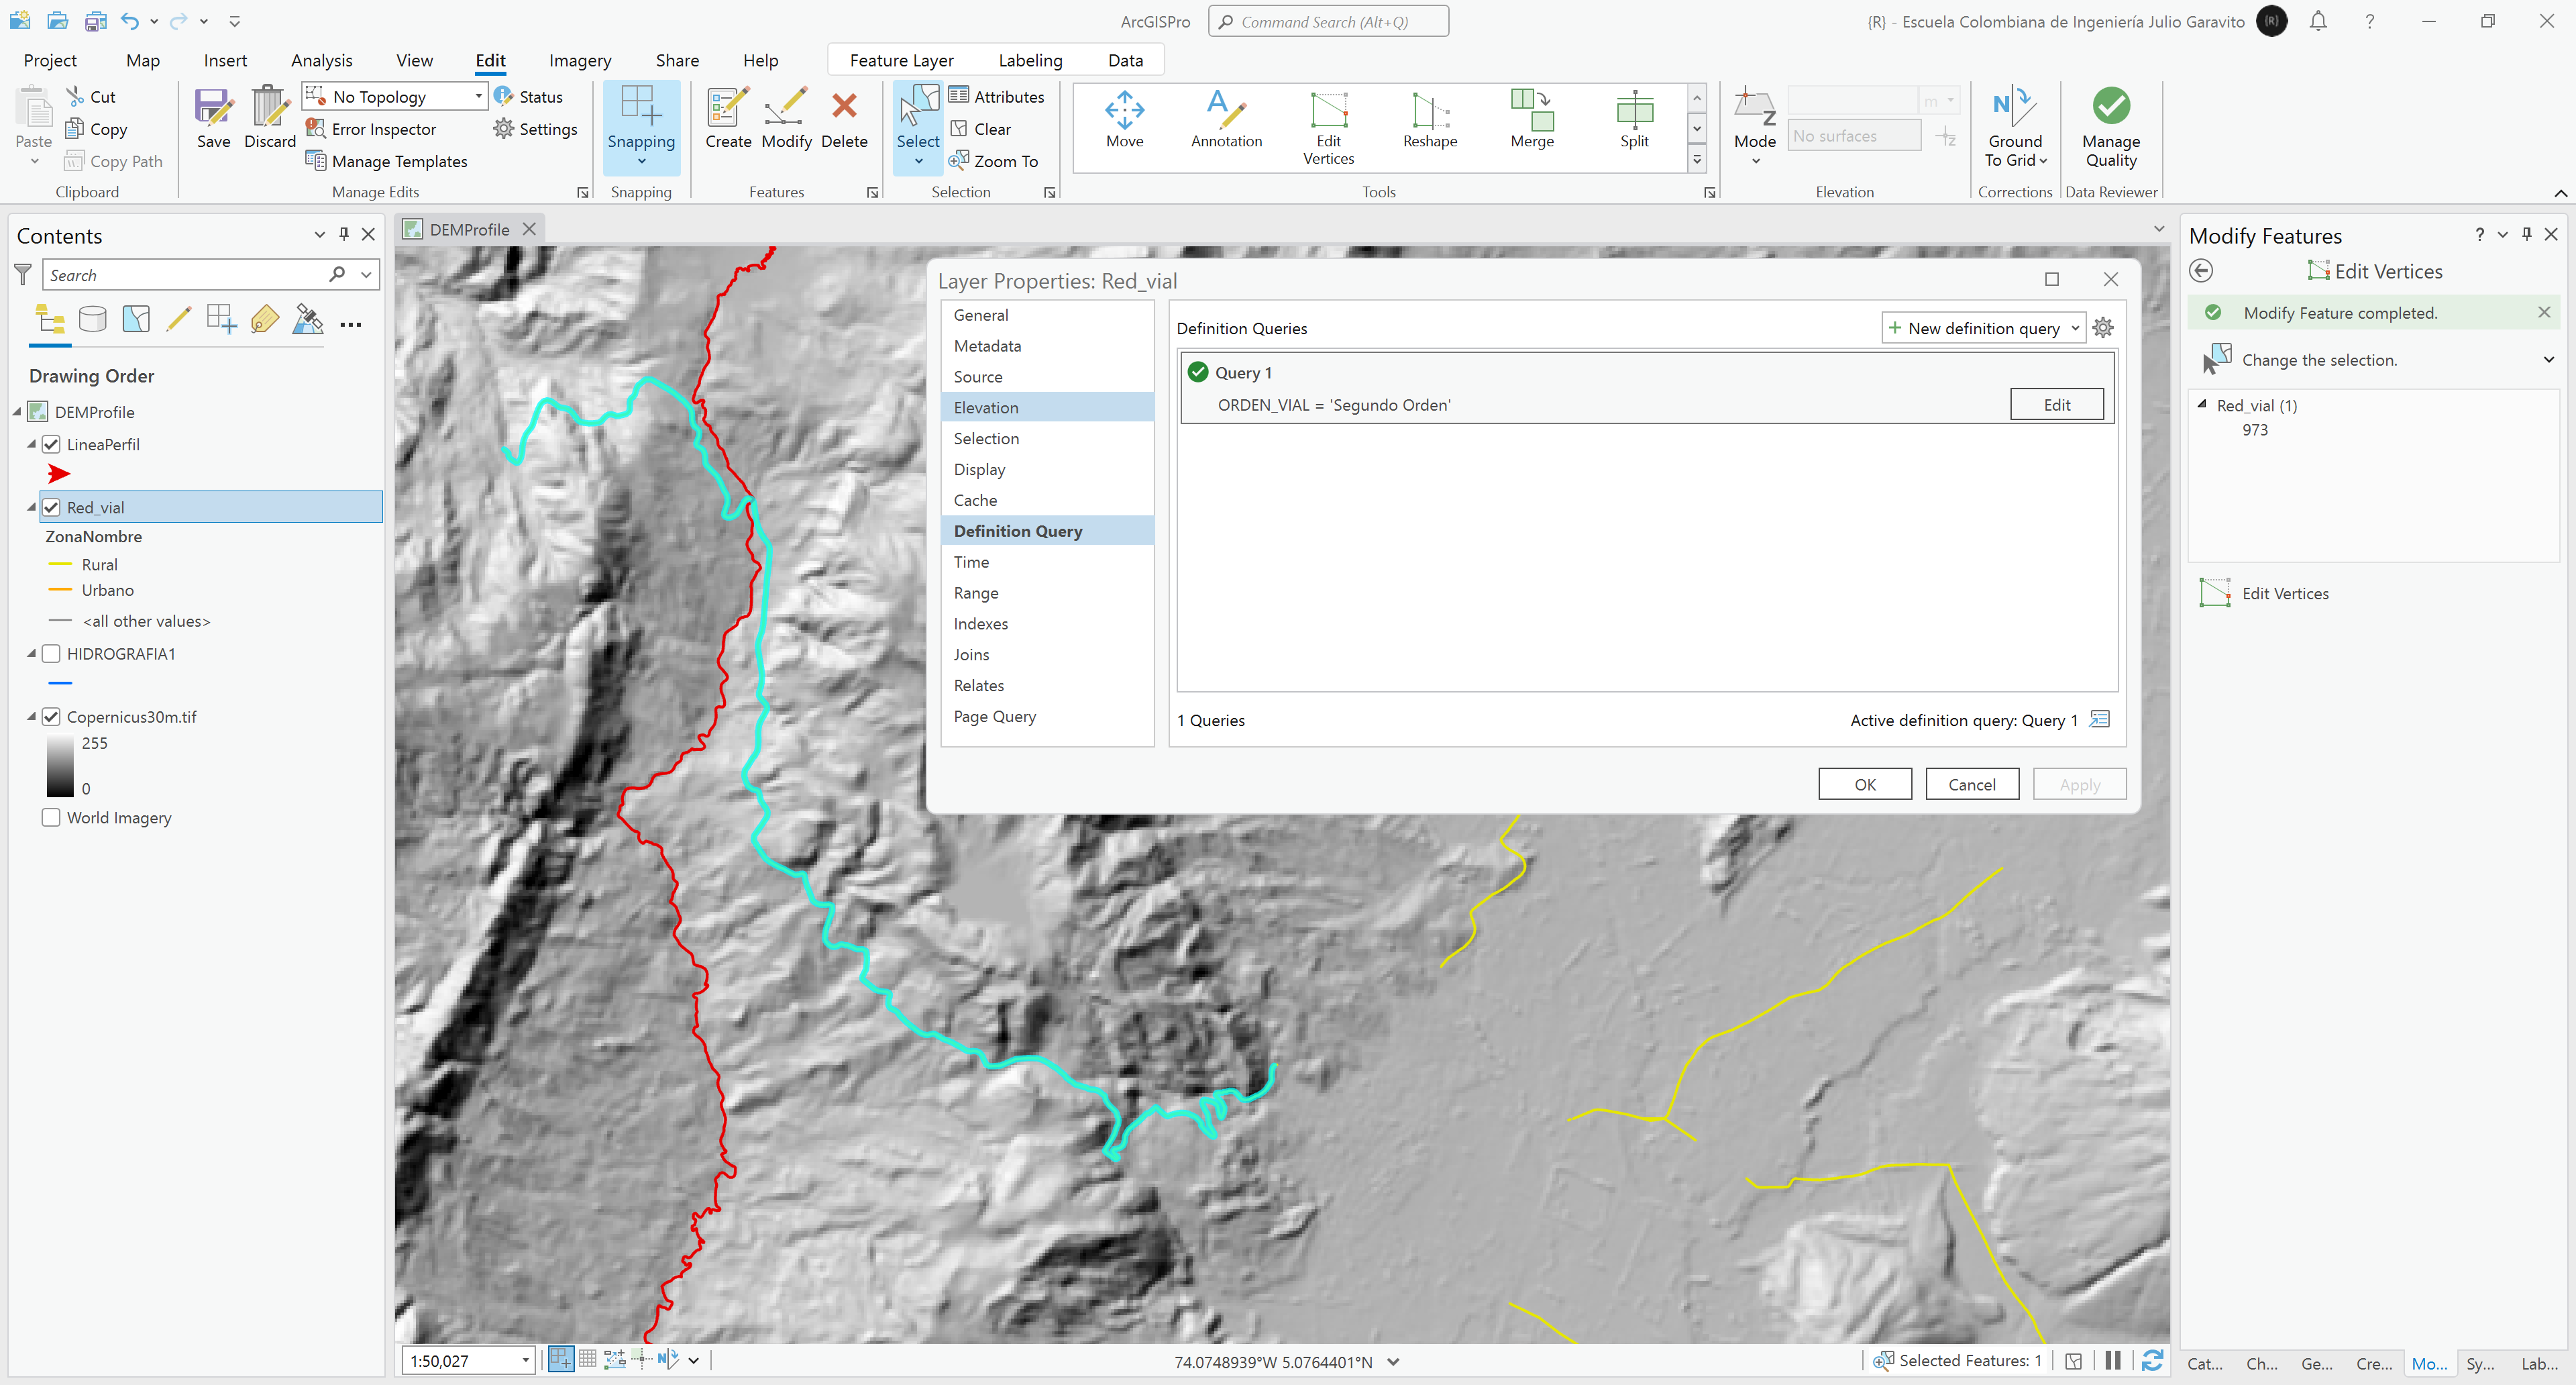 ArcGISPro
Command Search (Alt+Q)
{R} - Escuela Colombiana de Ingeniería Julio Garavito
{R}
?
Project
Map
Insert
Analysis
View
Edit
Imagery
Share
Help
Feature Layer
Labeling
Data
Paste
Cut
Copy
Copy Path
Clipboard
Save
Discard
No Topology
Error Inspector
Manage Templates
Status
Settings
Manage Edits
Snapping
Snapping
Create
Modify
Delete
Features
Select
Attributes
Clear
Zoom To
Selection
Move
Annotation
Edit
Vertices
Reshape
Merge
Split
Tools
Mode
m
No surfaces
Elevation
Ground
To Grid
Corrections
Manage
Quality
Data Reviewer
Contents
Search
Drawing Order
DEMProfile
LineaPerfil
Red_vial
ZonaNombre
Rural
Urbano
<all other values>
HIDROGRAFIA1
Copernicus30m.tif
255
0
World Imagery
DEMProfile
Layer Properties: Red_vial
General
Metadata
Source
Elevation
Selection
Display
Cache
Definition Query
Time
Range
Indexes
Joins
Relates
Page Query
Definition Queries
New definition query
Query 1
ORDEN_VIAL = 'Segundo Orden'
Edit
1 Queries
Active definition query: Query 1
OK
Cancel
Apply
1:50,027
74.0748939°W 5.0764401°N
Selected Features: 1
Modify Features
?
Edit Vertices
Modify Feature completed.
Change the selection.
Red_vial (1)
973
Edit Vertices
Cat...
Ch...
Ge...
Cre...
Mo...
Sy...
Lab...